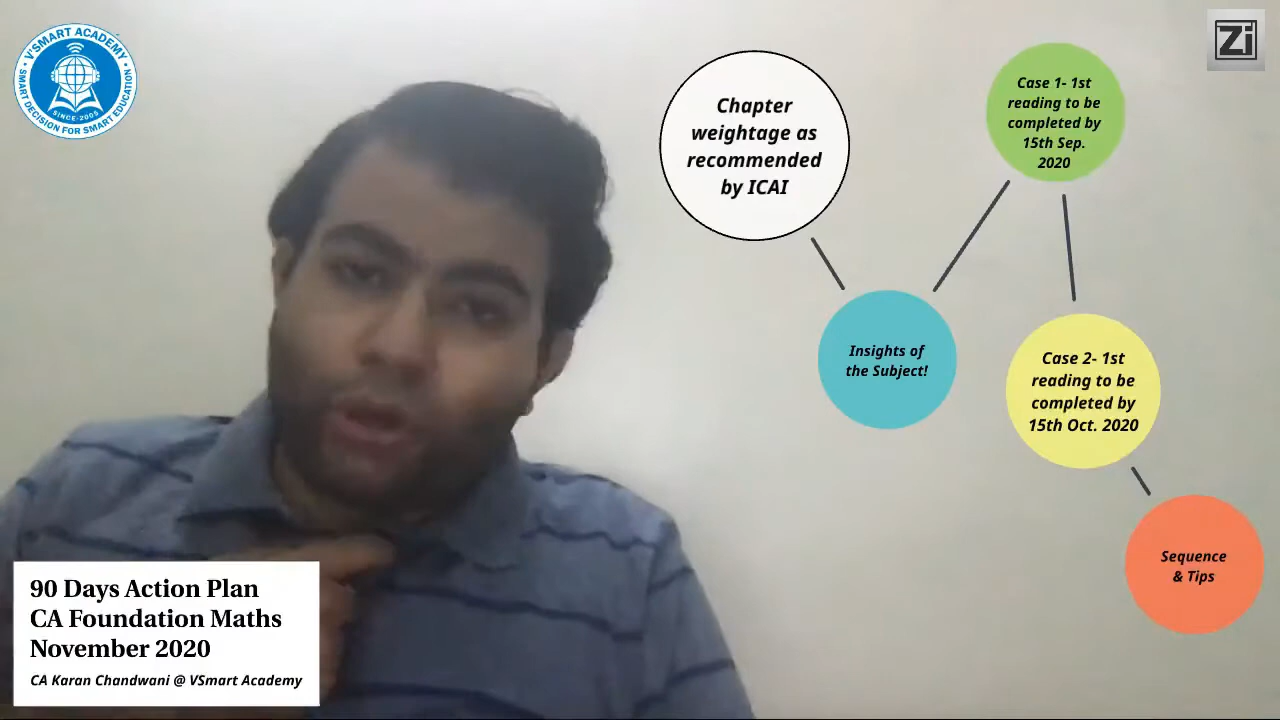 V'SMART ACADEMY
SMART DECISION FOR SMART EDUCATION
SINCE-2005
Zi
Chapter
weightage as
recommended
by ICAI
Case 1- 1st
reading to be
completed by
15th Sep.
2020
Insights of
the Subject!
Case 2- 1st
reading to be
completed by
15th Oct. 2020
Sequence
& Tips
90 Days Action Plan
CA Foundation Maths
November 2020
CA Karan Chandwani @ VSmart Academy